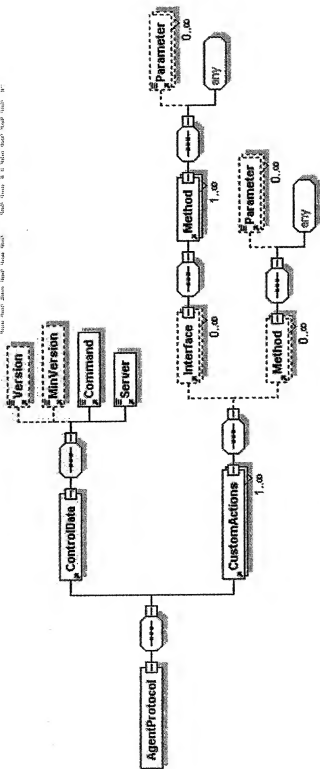 AgentProtocol
ControlData
Version
MinVersion
Command
Server
CustomActions
1..∞
Interface
0..∞
Method
1..∞
Parameter
0..∞
any
Method
0..∞
Parameter
0..∞
any